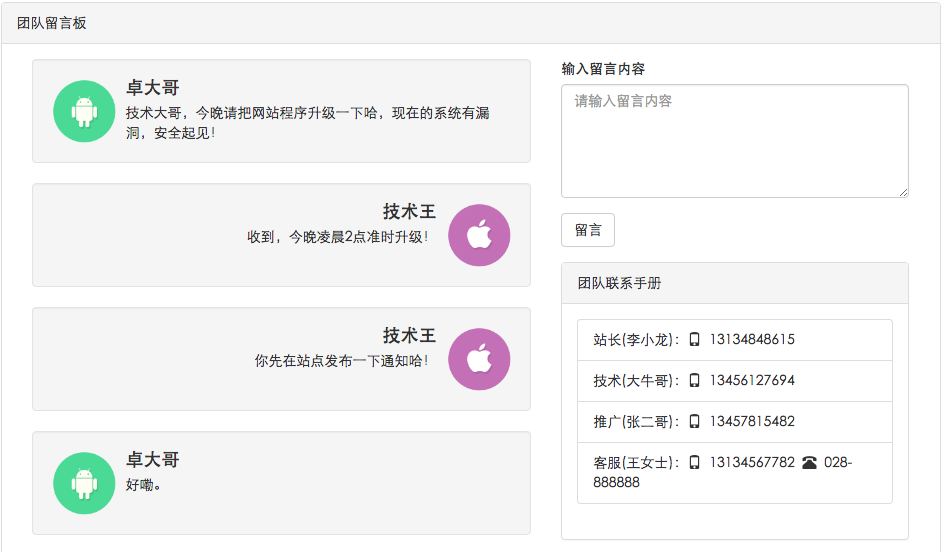 团队留言板
卓大哥
技术大哥，今晚请把网站程序升级一下哈，现在的系统有漏
洞，安全起见！
技术王
收到，今晚凌晨2点准时升级！
技术王
你先在站点发布一下通知哈！
卓大哥
好嘞。
输入留言内容
请输入留言内容
留言
团队联系手册
站长(李小龙)： 13134848615
技术(大牛哥)： 13456127694
推广(张二哥)： 13457815482
客服(王女士)： 13134567782 028-
888888